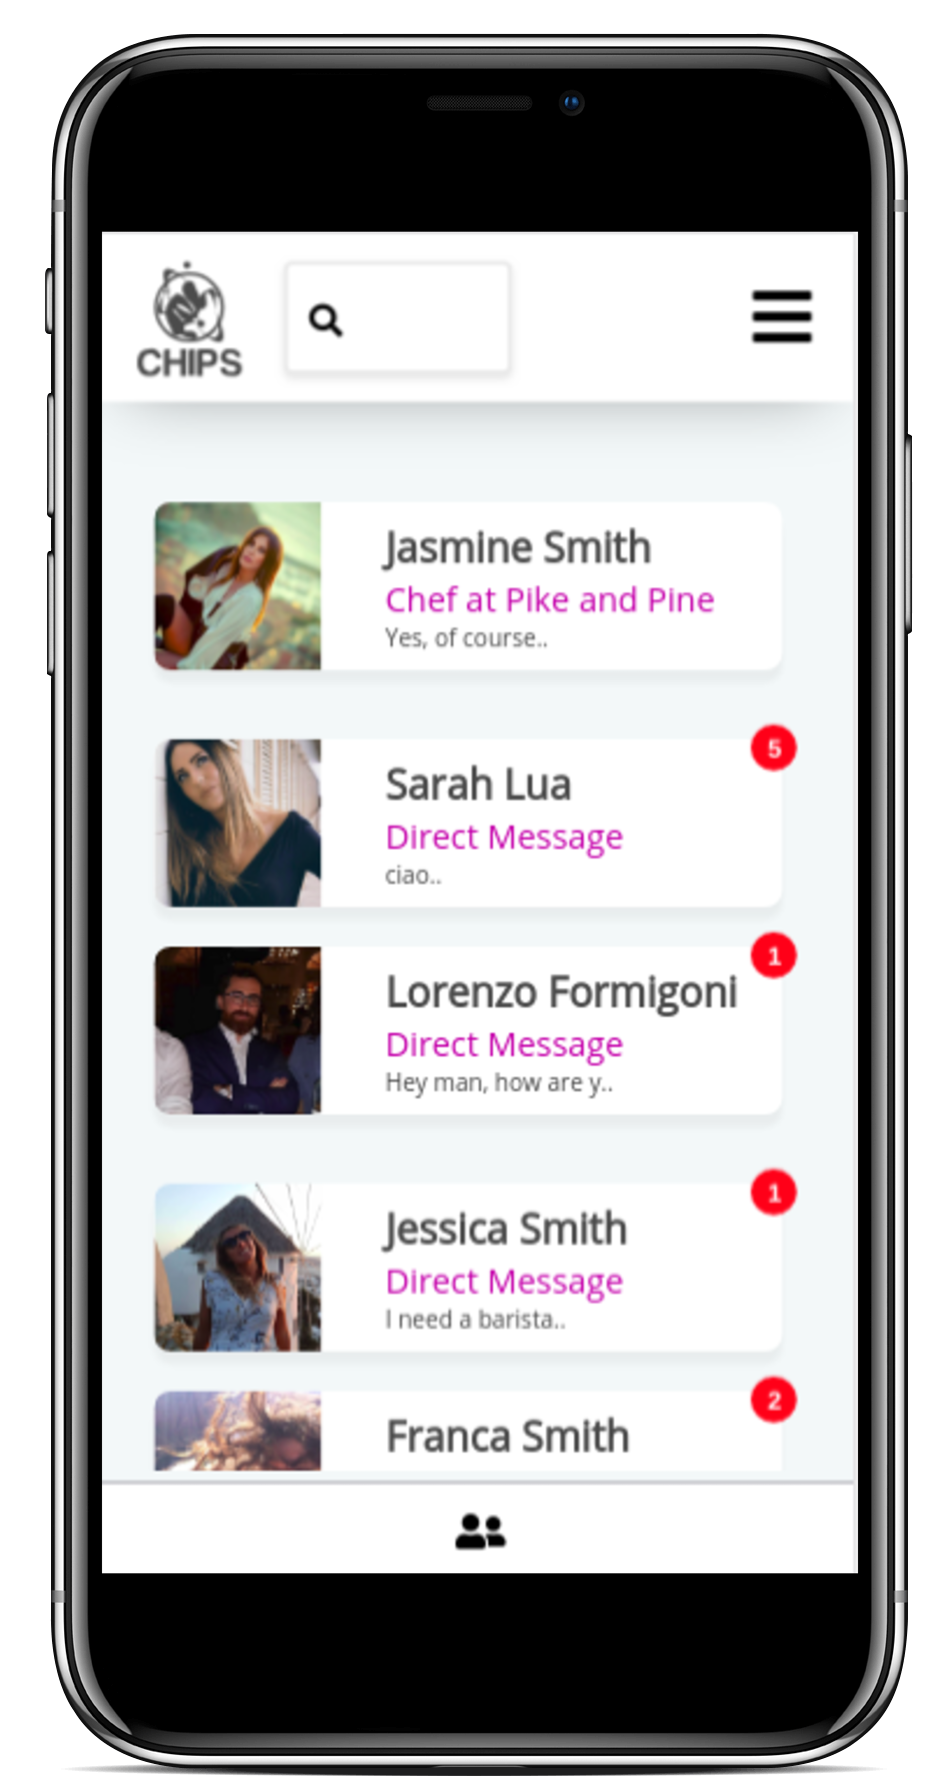 CHIPS
Jasmine Smith
Chef at Pike and Pine
Yes, of course..
5
Sarah Lua
Direct Message
ciao..
1
Lorenzo Formigoni
Direct Message
Hey man, how are y..
1
Jessica Smith
Direct Message
I need a barista..
2
Franca Smith